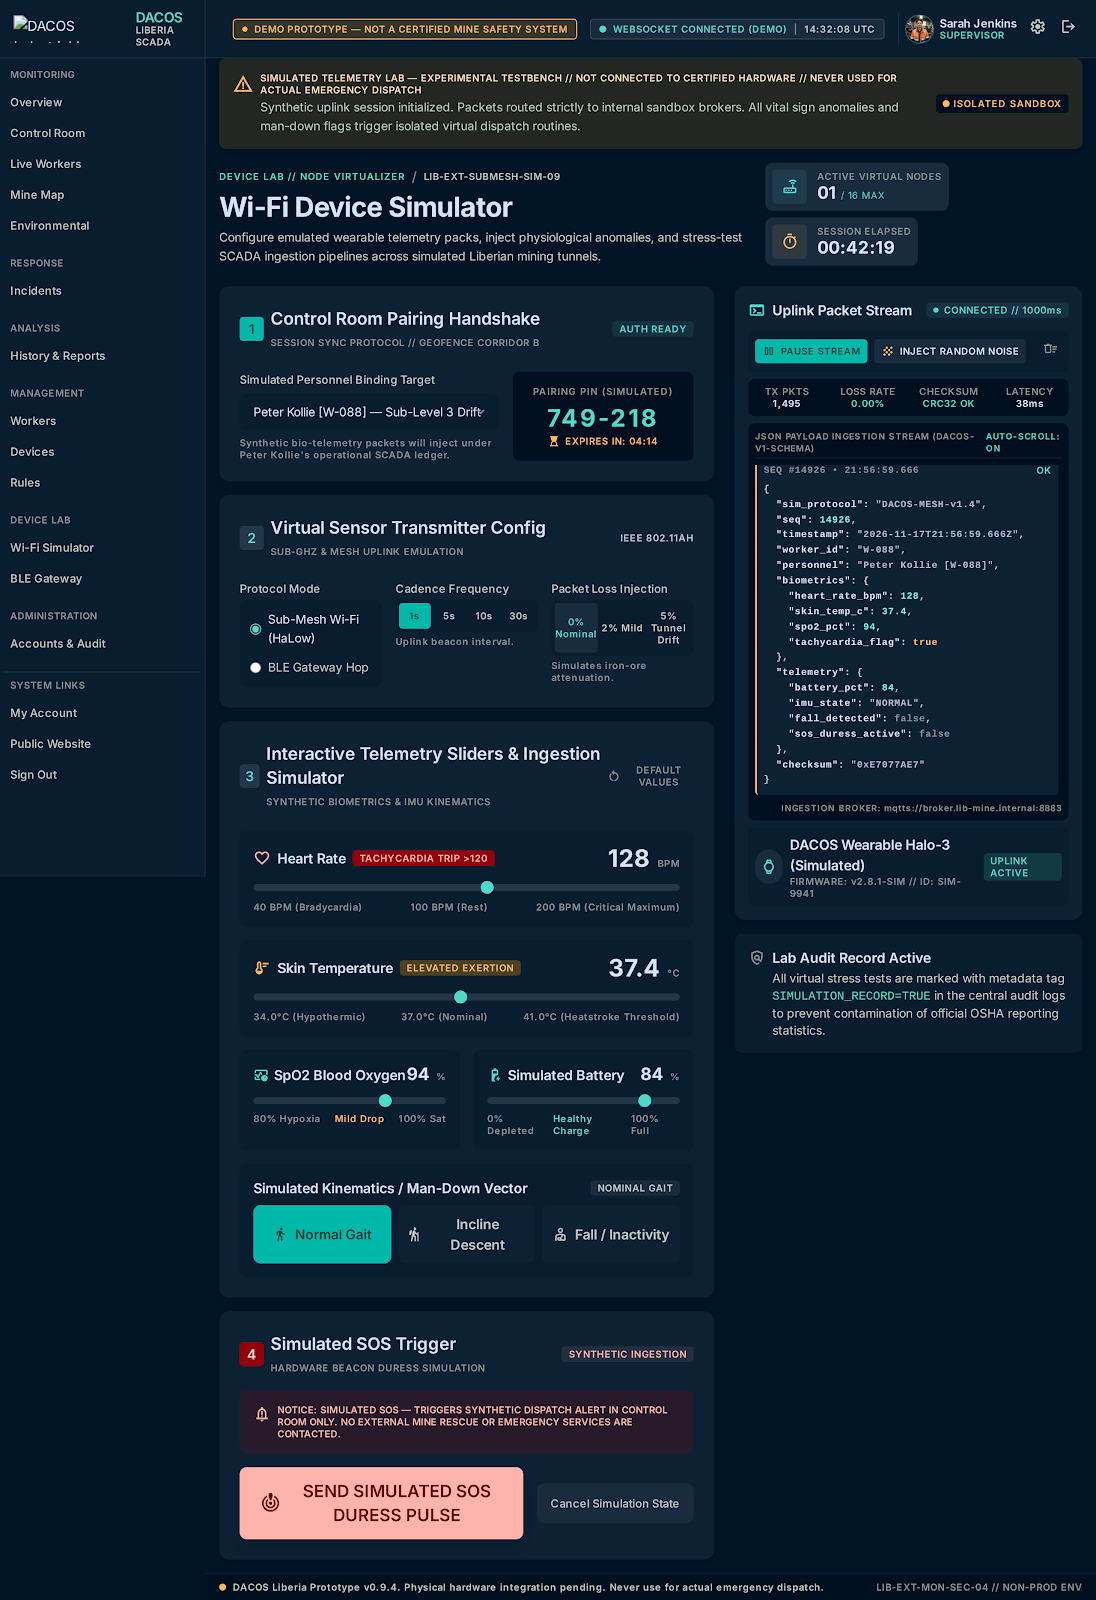 DACOS
DACOS
LIBERIA
SCADA
DEMO PROTOTYPE — NOT A CERTIFIED MINE SAFETY SYSTEM
WEBSOCKET CONNECTED (DEMO) | 14:32:08 UTC
Sarah Jenkins
SUPERVISOR
MONITORING
Overview
Control Room
Live Workers
Mine Map
Environmental
RESPONSE
Incidents
ANALYSIS
History & Reports
MANAGEMENT
Workers
Devices
Rules
DEVICE LAB
Wi-Fi Simulator
BLE Gateway
ADMINISTRATION
Accounts & Audit
SYSTEM LINKS
My Account
Public Website
Sign Out
SIMULATED TELEMETRY LAB — EXPERIMENTAL TESTBENCH // NOT CONNECTED TO CERTIFIED HARDWARE // NEVER USED FOR
ACTUAL EMERGENCY DISPATCH
Synthetic uplink session initialized. Packets routed strictly to internal sandbox brokers. All vital sign anomalies and
man-down flags trigger isolated virtual dispatch routines.
ISOLATED SANDBOX
DEVICE LAB // NODE VIRTUALIZER / LIB-EXT-SUBMESH-SIM-09
Wi-Fi Device Simulator
Configure emulated wearable telemetry packs, inject physiological anomalies, and stress-test
SCADA ingestion pipelines across simulated Liberian mining tunnels.
ACTIVE VIRTUAL NODES
01 / 16 MAX
SESSION ELAPSED
00:42:19
1
Control Room Pairing Handshake
SESSION SYNC PROTOCOL // GEOFENCE CORRIDOR B
AUTH READY
Simulated Personnel Binding Target
Peter Kollie [W-088] — Sub-Level 3 Drift
Synthetic bio-telemetry packets will inject under
Peter Kollie's operational SCADA ledger.
PAIRING PIN (SIMULATED)
749-218
EXPIRES IN: 04:14
2
Virtual Sensor Transmitter Config
SUB-GHZ & MESH UPLINK EMULATION
IEEE 802.11AH
Protocol Mode
Sub-Mesh Wi-Fi
(HaLow)
BLE Gateway Hop
Cadence Frequency
1s 5s 10s 30s
Uplink beacon interval.
Packet Loss Injection
0%
Nominal
2% Mild
5%
Tunnel
Drift
Simulates iron-ore
attenuation.
3
Interactive Telemetry Sliders & Ingestion
Simulator
SYNTHETIC BIOMETRICS & IMU KINEMATICS
DEFAULT
VALUES
Heart Rate TACHYCARDIA TRIP >120 128 BPM
40 BPM (Bradycardia) 100 BPM (Rest) 200 BPM (Critical Maximum)
Skin Temperature ELEVATED EXERTION 37.4 °C
34.0°C (Hypothermic) 37.0°C (Nominal) 41.0°C (Heatstroke Threshold)
SpO2 Blood Oxygen 94 %
80% Hypoxia Mild Drop 100% Sat
Simulated Battery 84 %
0%
Depleted
Healthy
Charge
100%
Full
Simulated Kinematics / Man-Down Vector
NOMINAL GAIT
Normal Gait
Incline
Descent
Fall / Inactivity
4
Simulated SOS Trigger
HARDWARE BEACON DURESS SIMULATION
SYNTHETIC INGESTION
NOTICE: SIMULATED SOS — TRIGGERS SYNTHETIC DISPATCH ALERT IN CONTROL
ROOM ONLY. NO EXTERNAL MINE RESCUE OR EMERGENCY SERVICES ARE
CONTACTED.
SEND SIMULATED SOS
DURESS PULSE
Cancel Simulation State
Uplink Packet Stream
CONNECTED // 1000ms
PAUSE STREAM
INJECT RANDOM NOISE
TX PKTS LOSS RATE CHECKSUM LATENCY
1,495 0.00% CRC32 OK 38ms
JSON PAYLOAD INGESTION STREAM (DACOS-
V1-SCHEMA)
AUTO-SCROLL:
ON
SEQ #14926 • 21:56:59.666 OK
{
"sim_protocol": "DACOS-MESH-v1.4",
"seq": 14926,
"timestamp": "2026-11-17T21:56:59.666Z",
"worker_id": "W-088",
"personnel": "Peter Kollie [W-088]",
"biometrics": {
"heart_rate_bpm": 128,
"skin_temp_c": 37.4,
"spo2_pct": 94,
"tachycardia_flag": true
},
"telemetry": {
"battery_pct": 84,
"imu_state": "NORMAL",
"fall_detected": false,
"sos_duress_active": false
},
"checksum": "0xE7077AE7"
}
INGESTION BROKER: mqtts://broker.lib-mine.internal:8883
DACOS Wearable Halo-3
(Simulated)
FIRMWARE: v2.8.1-SIM // ID: SIM-
9941
UPLINK
ACTIVE
Lab Audit Record Active
All virtual stress tests are marked with metadata tag
SIMULATION_RECORD=TRUE in the central audit logs
to prevent contamination of official OSHA reporting
statistics.
DACOS Liberia Prototype v0.9.4. Physical hardware integration pending. Never use for actual emergency dispatch.
LIB-EXT-MON-SEC-04 // NON-PROD ENV